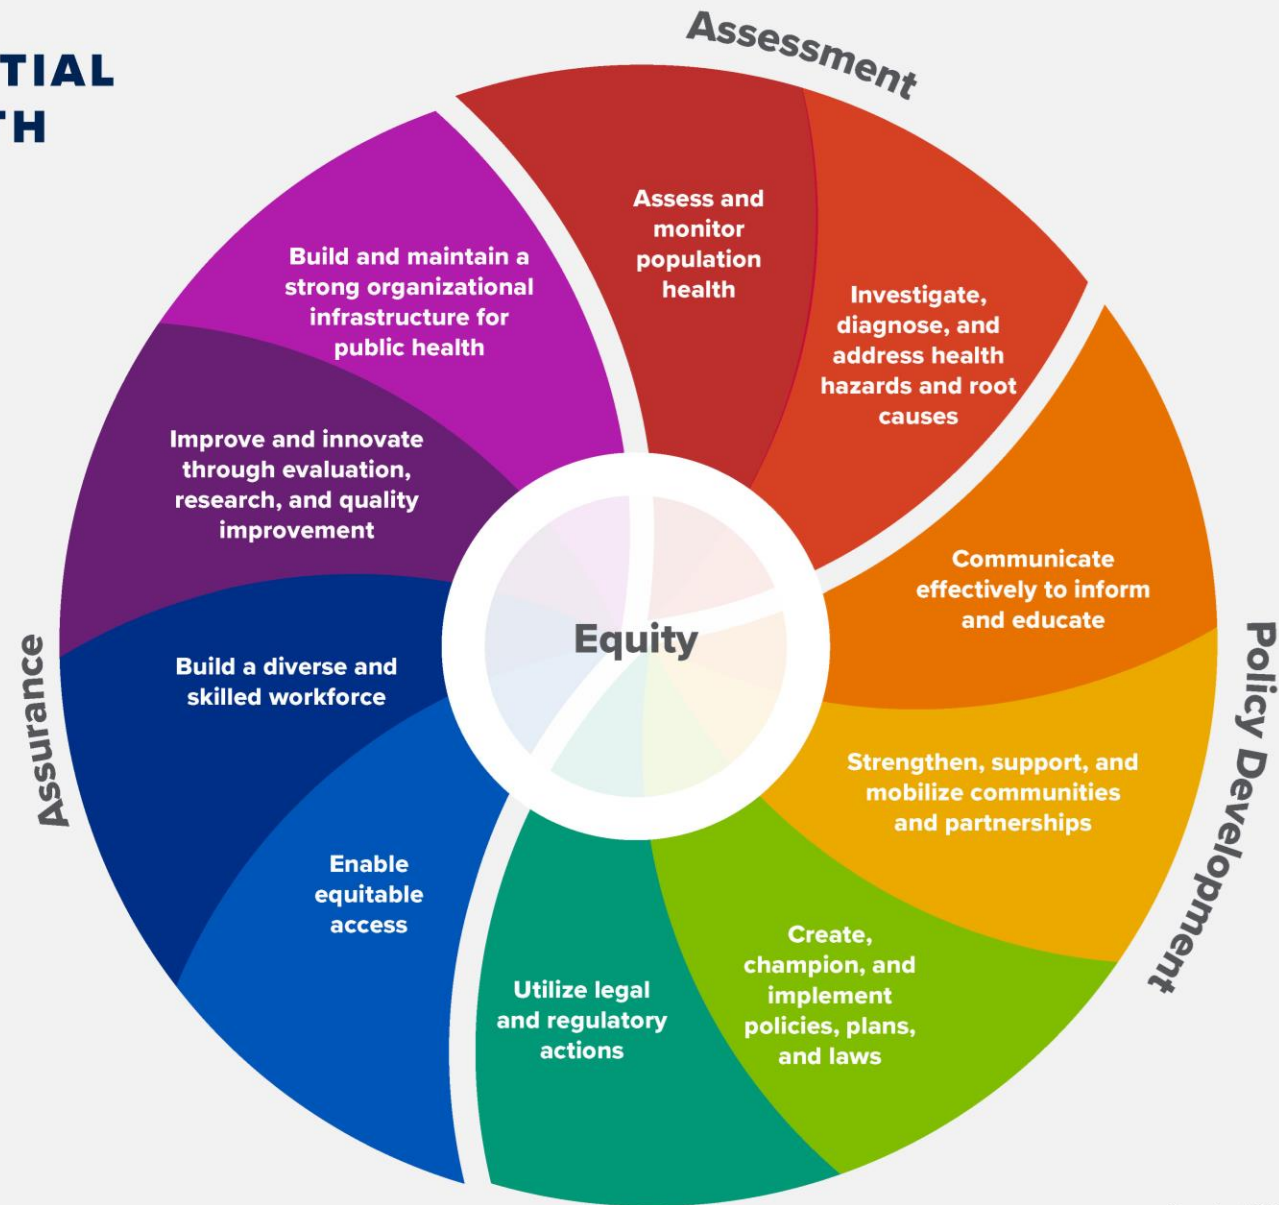 TIAL
TH
Assessment
Assess and
monitor
population
health
Investigate,
diagnose, and
address health
hazards and root
causes
Communicate
effectively to inform
and educate
Strengthen, support, and
mobilize communities
and partnerships
Policy Development
Create,
champion, and
implement
policies, plans,
and laws
Utilize legal
and regulatory
actions
Enable
equitable
access
Build a diverse and
skilled workforce
Assurance
Improve and innovate
through evaluation,
research, and quality
improvement
Build and maintain a
strong organizational
infrastructure for
public health
Equity